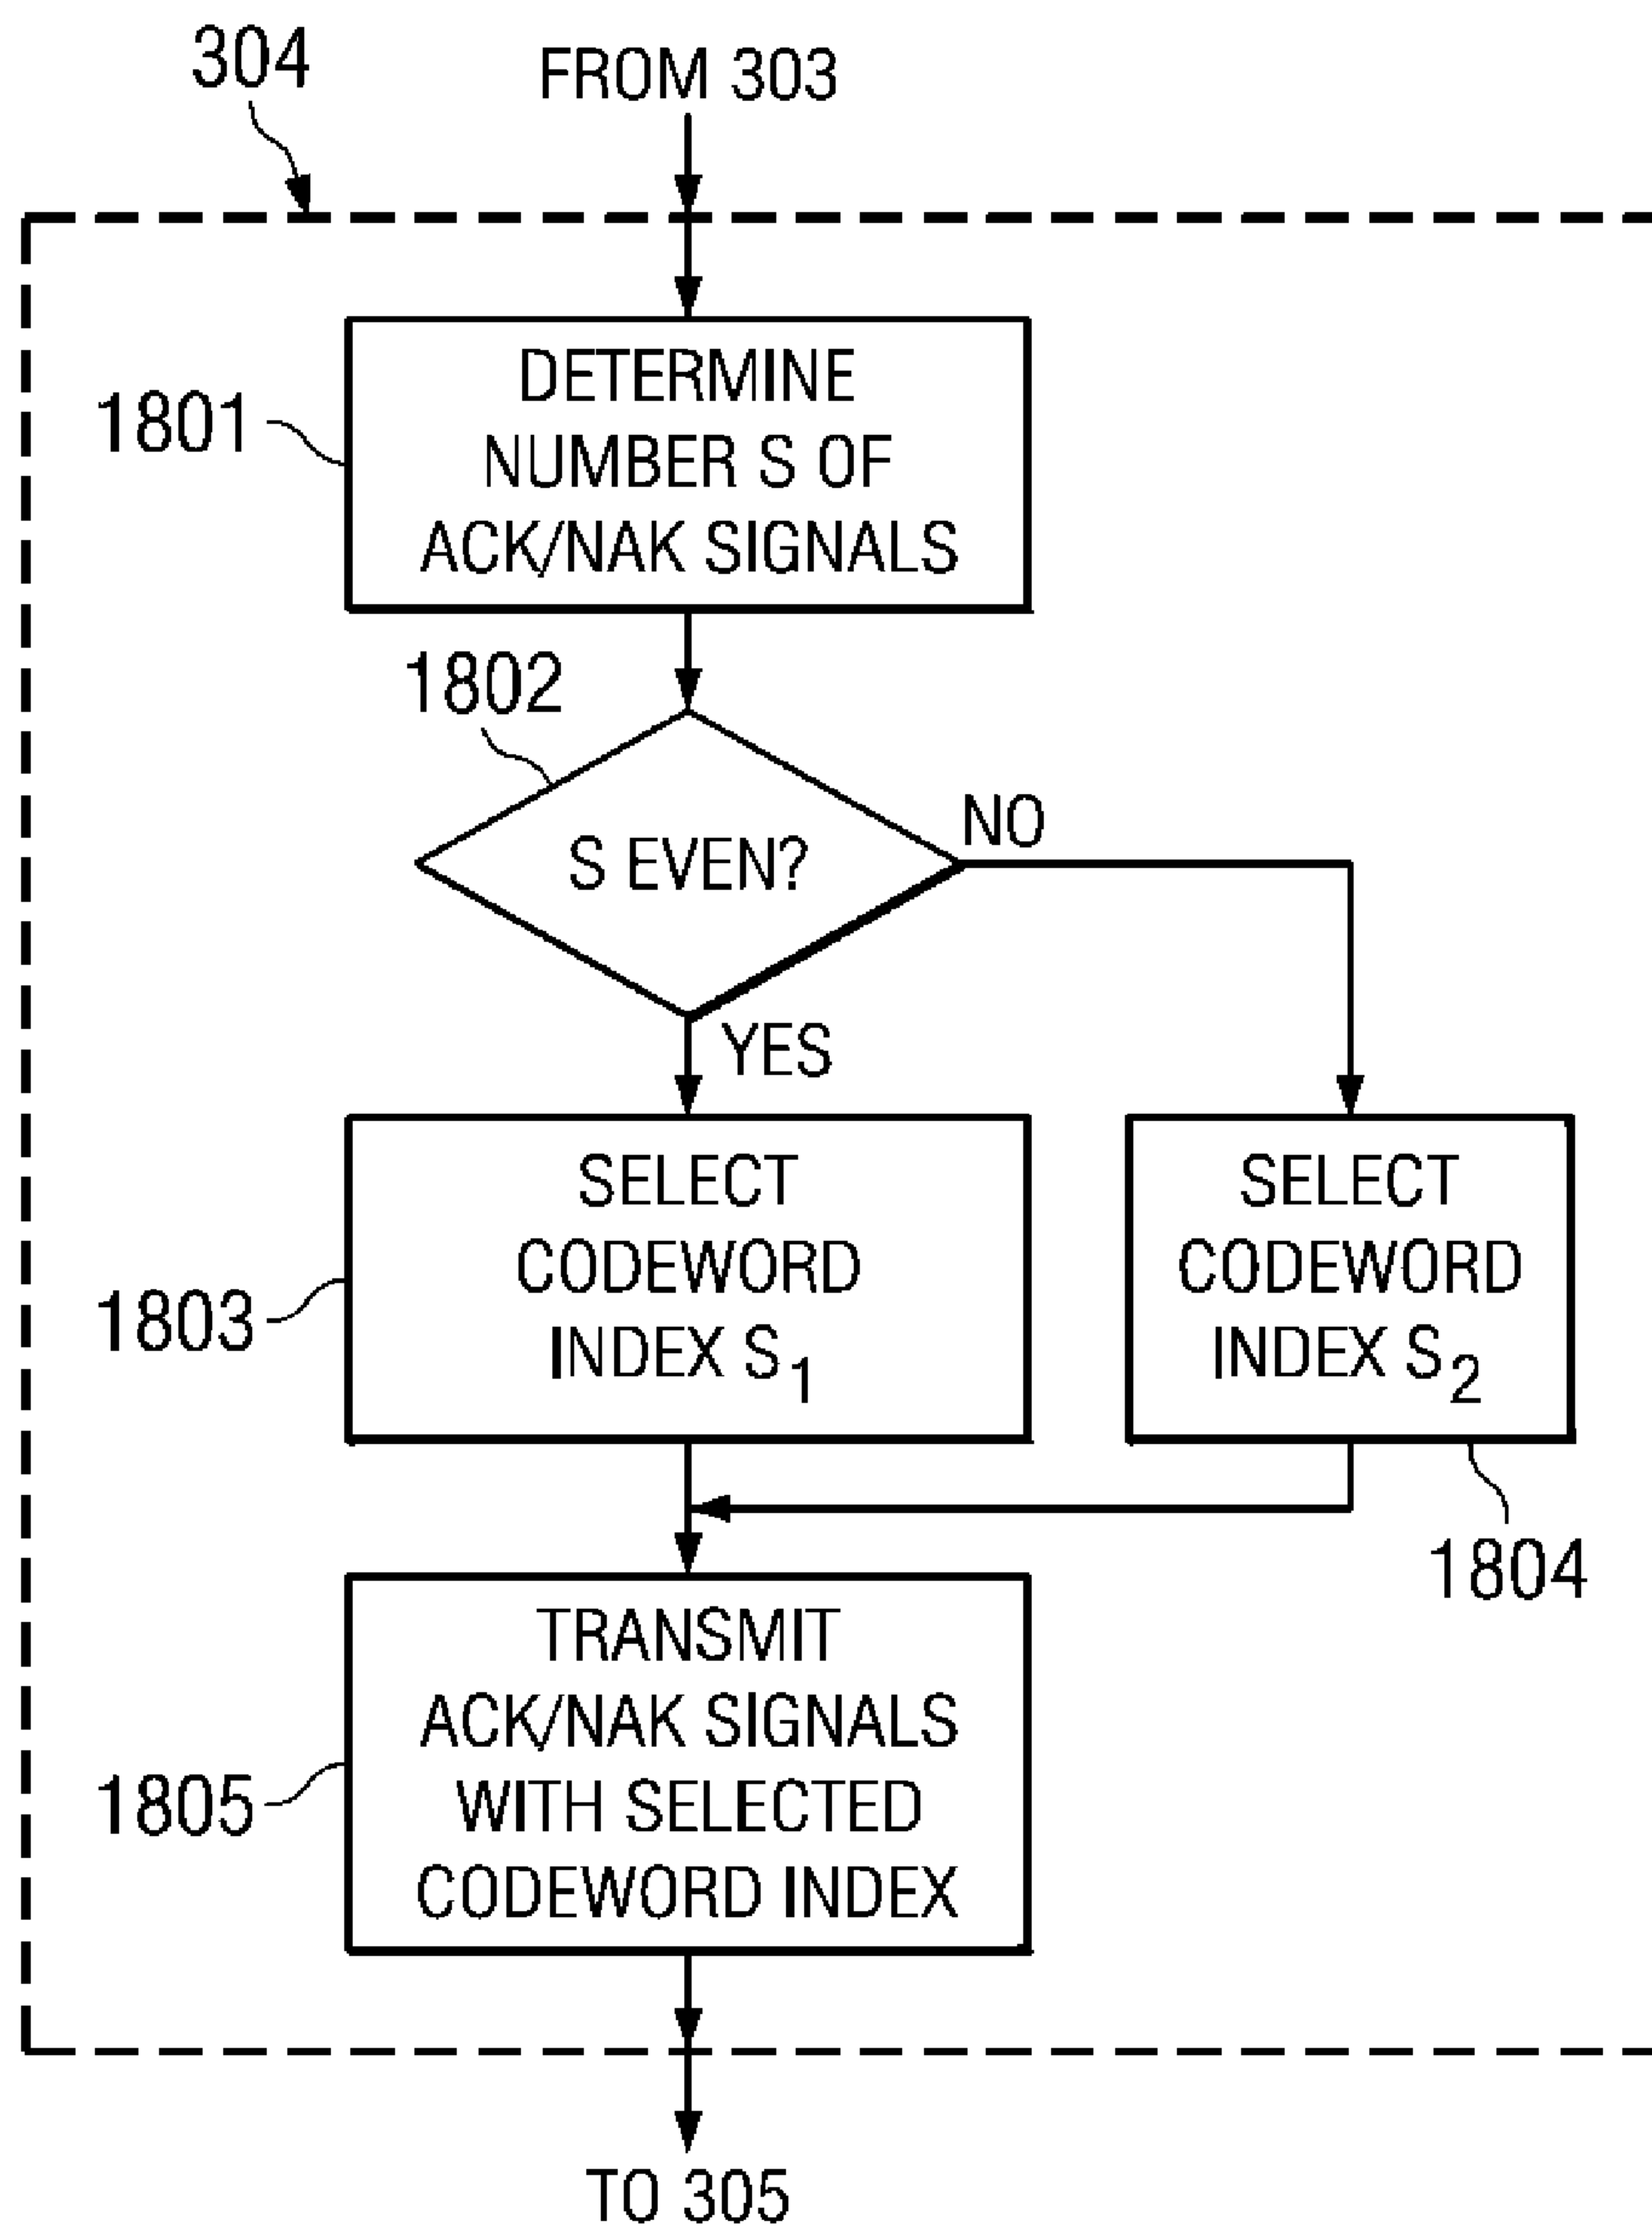 304
FROM 303
1801
DETERMINE
NUMBER S OF
ACK/NAK SIGNALS
1802
S EVEN?
NO
YES
1803
SELECT
CODEWORD
INDEX S1
SELECT
CODEWORD
INDEX S2
1804
1805
TRANSMIT
ACK/NAK SIGNALS
WITH SELECTED
CODEWORD INDEX
TO 305